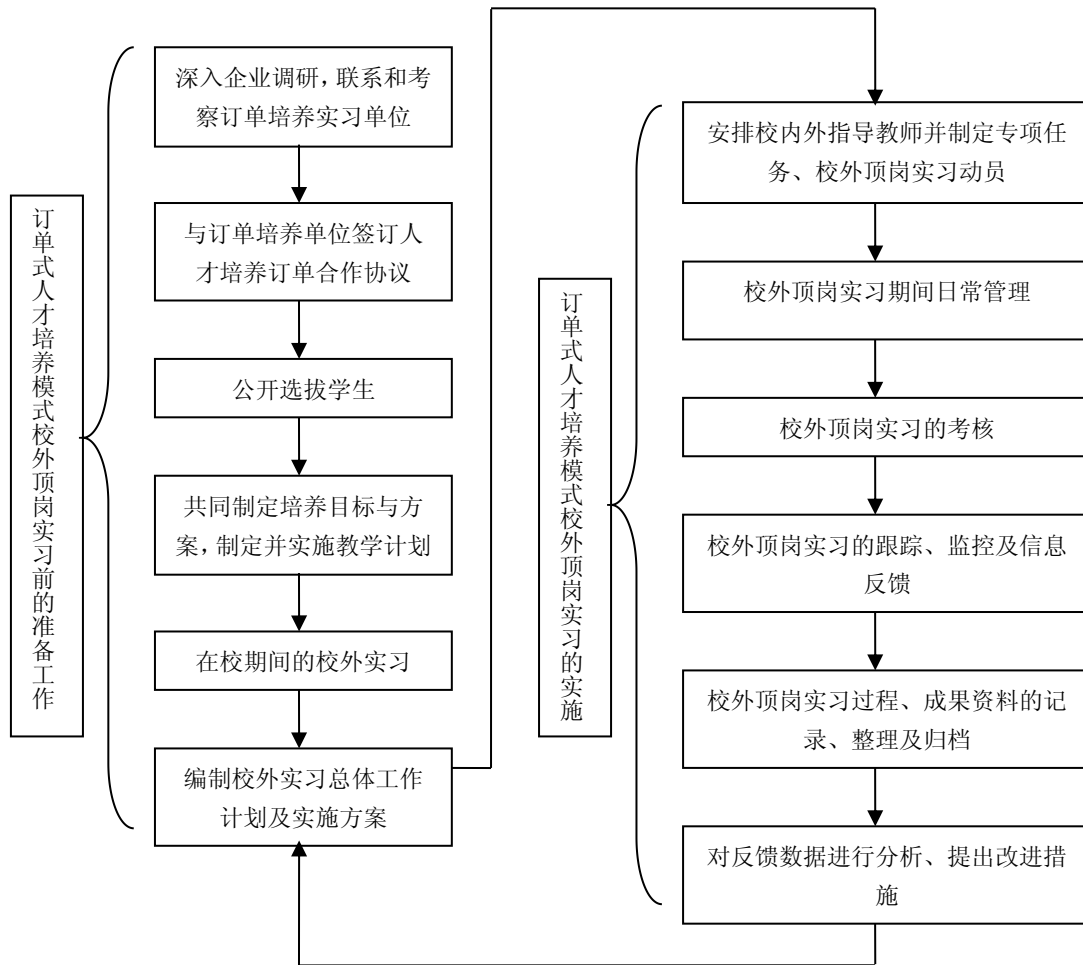 订单式人才培养模式校外顶岗实习前的准备工作
深入企业调研，联系和考
察订单培养实习单位
与订单培养单位签订人
才培养订单合作协议
公开选拔学生
共同制定培养目标与方
案，制定并实施教学计划
在校期间的校外实习
编制校外实习总体工作
计划及实施方案
订单式人才培养模式校外顶岗实习的实施
安排校内外指导教师并制定专项任
务、校外顶岗实习动员
校外顶岗实习期间日常管理
校外顶岗实习的考核
校外顶岗实习的跟踪、监控及信息
反馈
校外顶岗实习过程、成果资料的记
录、整理及归档
对反馈数据进行分析、提出改进措
施